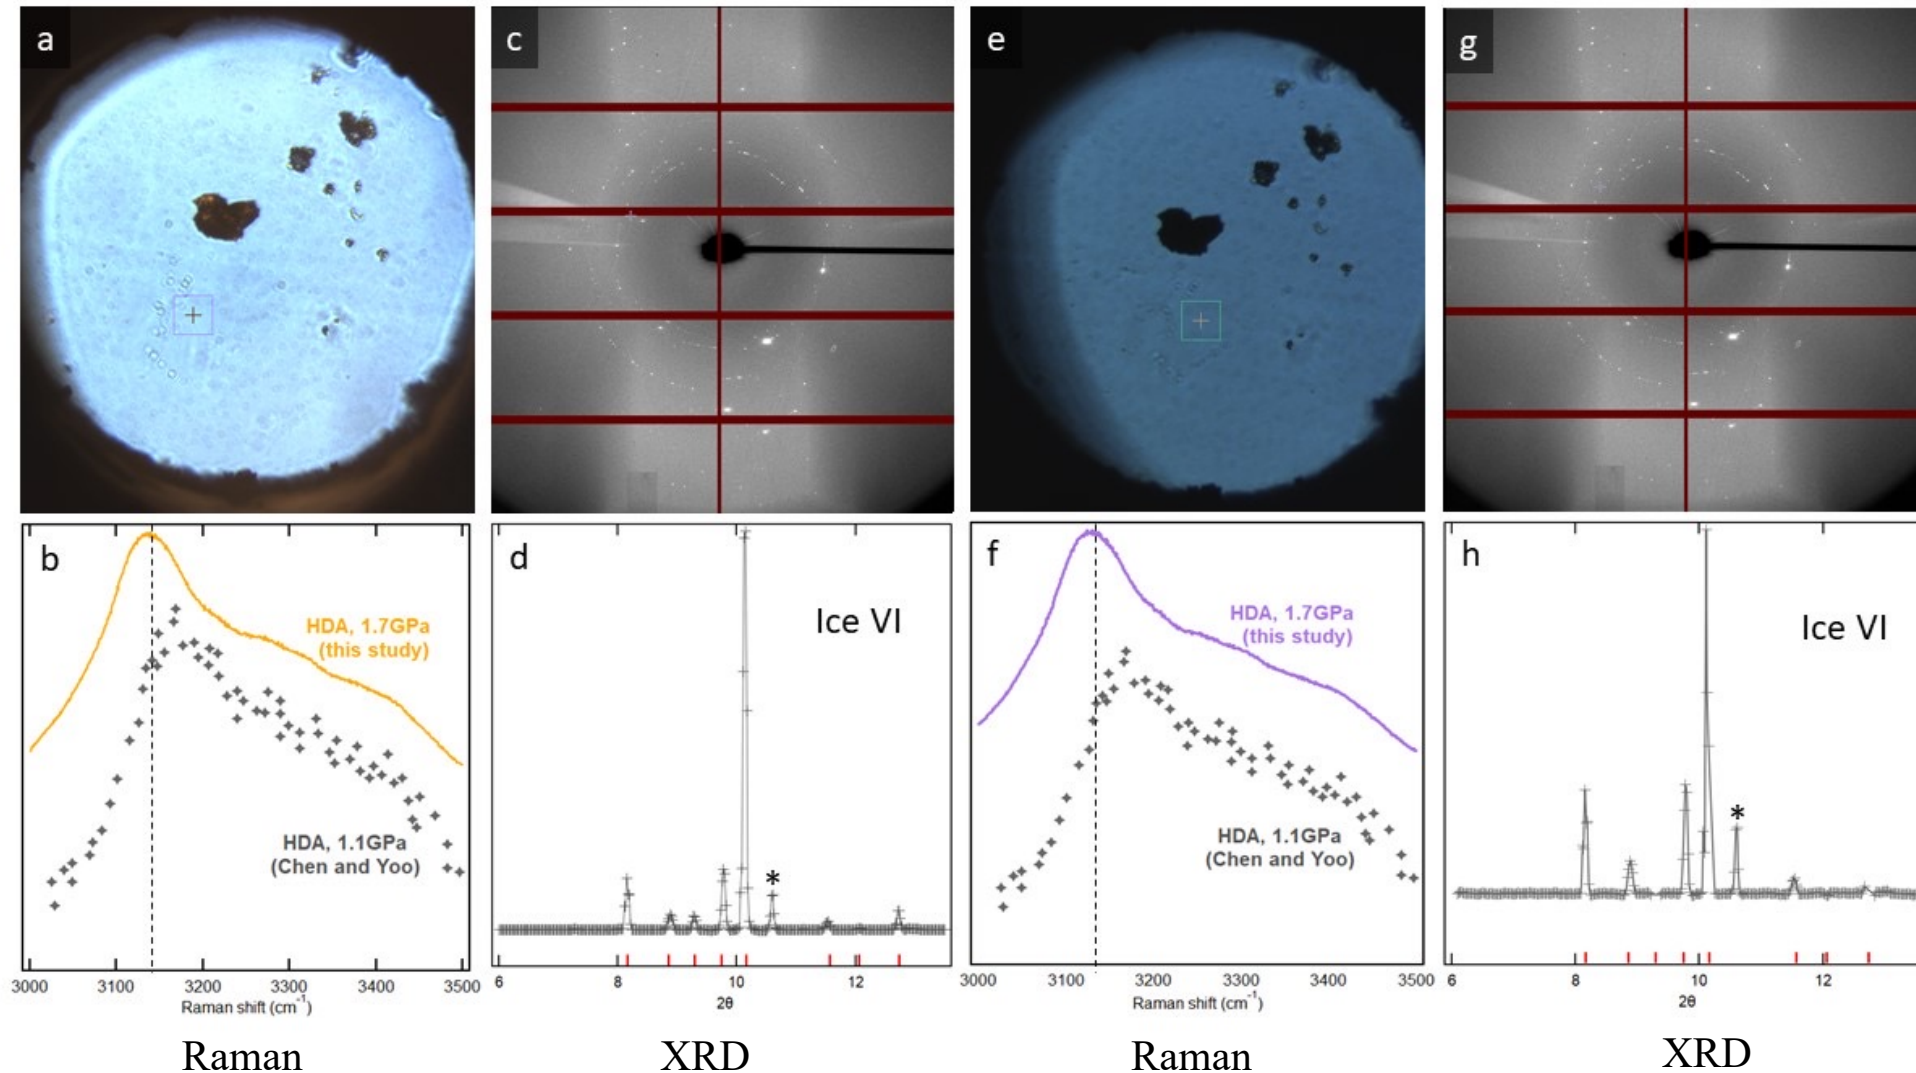 a
c
e
g
b
HDA, 1.7GPa
(this study)
HDA, 1.1GPa
(Chen and Yoo)
3000 3100 3200 3300 3400 3500
Raman shift (cm⁻¹)
d
Ice VI
*
6 8 10 12
2θ
f
HDA, 1.7GPa
(this study)
HDA, 1.1GPa
(Chen and Yoo)
3000 3100 3200 3300 3400 3500
Raman shift (cm⁻¹)
h
Ice VI
*
6 8 10 12
2θ
Raman
XRD
Raman
XRD